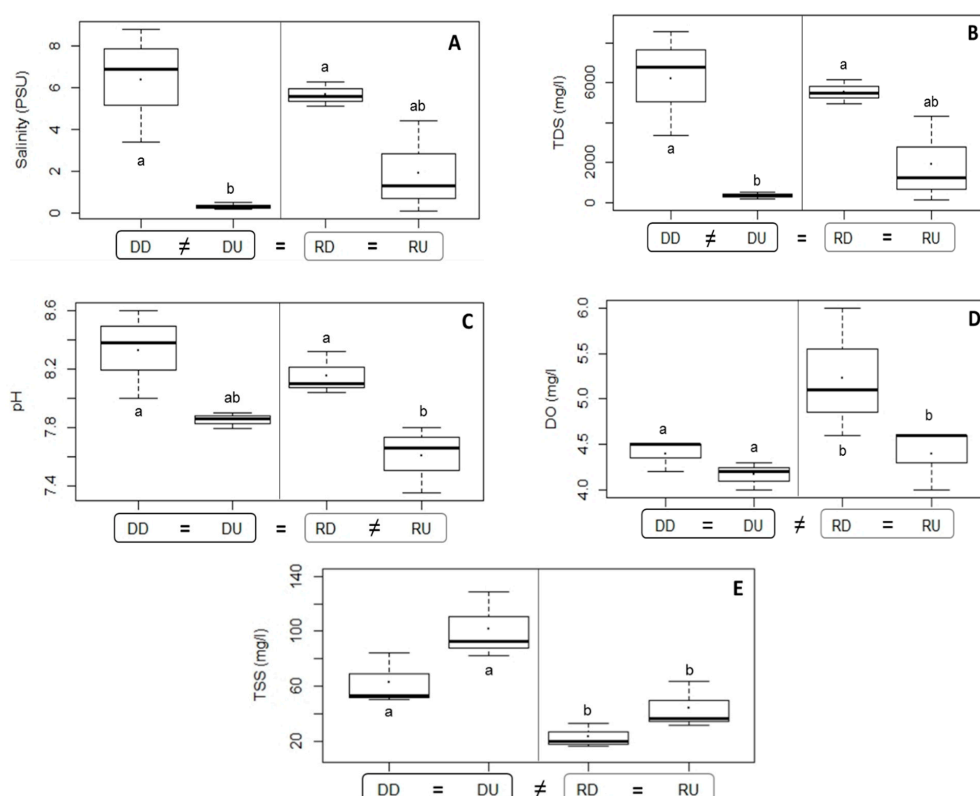 A
Salinity (PSU)
8
6
4
2
0
a
b
a
ab
DD ≠ DU = RD = RU
B
TDS (mg/l)
6000
2000
0
a
b
a
ab
DD ≠ DU = RD = RU
C
pH
8.6
8.2
7.8
7.4
a
ab
a
b
DD = DU = RD ≠ RU
D
DO (mg/l
6.0
5.5
5.0
4.5
4.0
a
a
b
b
DD = DU ≠ RD = RU
E
TSS (mg/l)
140
100
60
20
a
a
b
b
DD = DU ≠ RD = RU